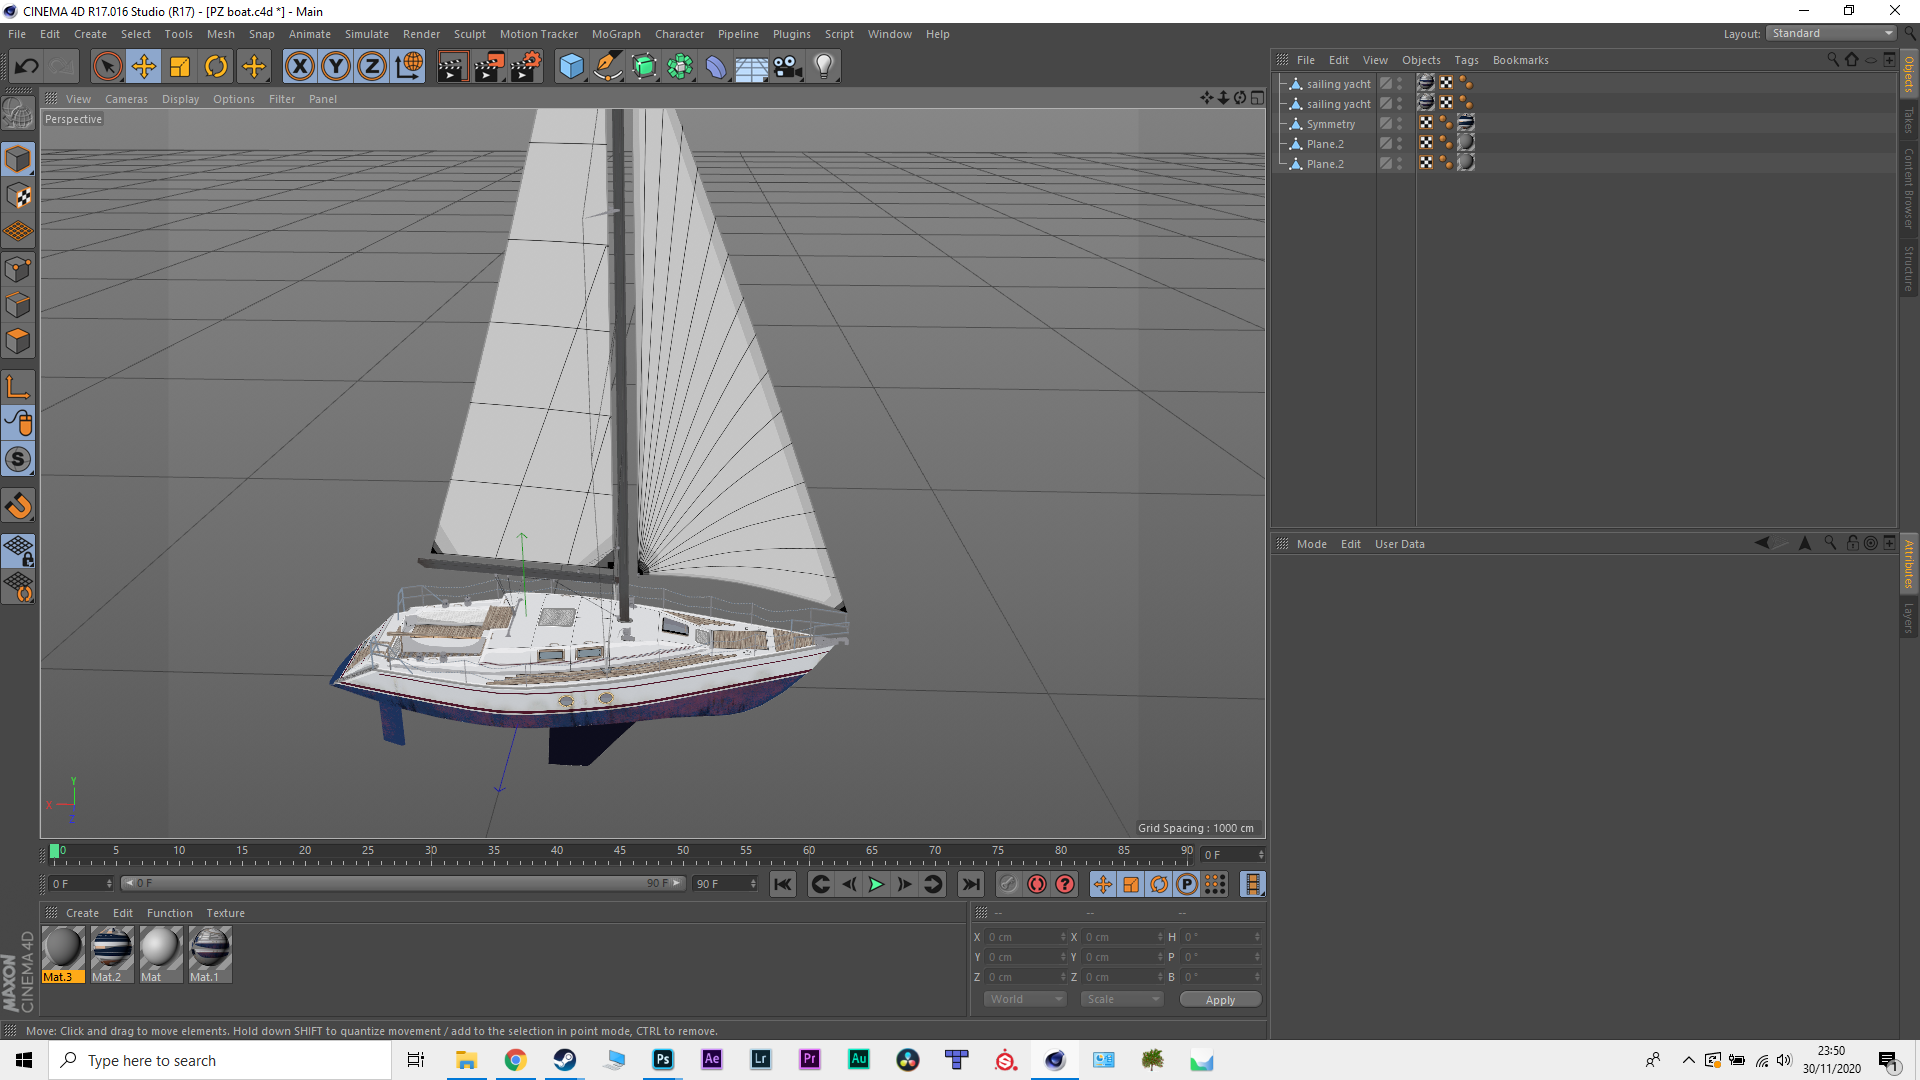 CINEMA 4D R17.016 Studio (R17) - [PZ boat.c4d *] - Main
File Edit Create Select Tools Mesh Snap Animate Simulate Render Sculpt Motion Tracker MoGraph Character Pipeline Plugins Script Window Help
Layout: Standard
X Y Z
File Edit View Objects Tags Bookmarks
View Cameras Display Options Filter Panel
Perspective
sailing yacht
sailing yacht
Symmetry
Plane.2
Plane.2
Objects
Takes
Content Browser
Structure
Mode Edit User Data
Attributes
Layers
S
Y
X
Z
Grid Spacing : 1000 cm
0 5 10 15 20 25 30 35 40 45 50 55 60 65 70 75 80 85 90
0 F
0 F
0 F
90 F
90 F
?
P
Create Edit Function Texture
Mat.3 Mat.2 Mat Mat.1
-- -- --
X 0 cm X 0 cm H 0 °
Y 0 cm Y 0 cm P 0 °
Z 0 cm Z 0 cm B 0 °
World Scale Apply
MAXON
CINEMA 4D
Move: Click and drag to move elements. Hold down SHIFT to quantize movement / add to the selection in point mode, CTRL to remove.
Type here to search
Ps Ae Lr Pr Au
23:50
30/11/2020
1